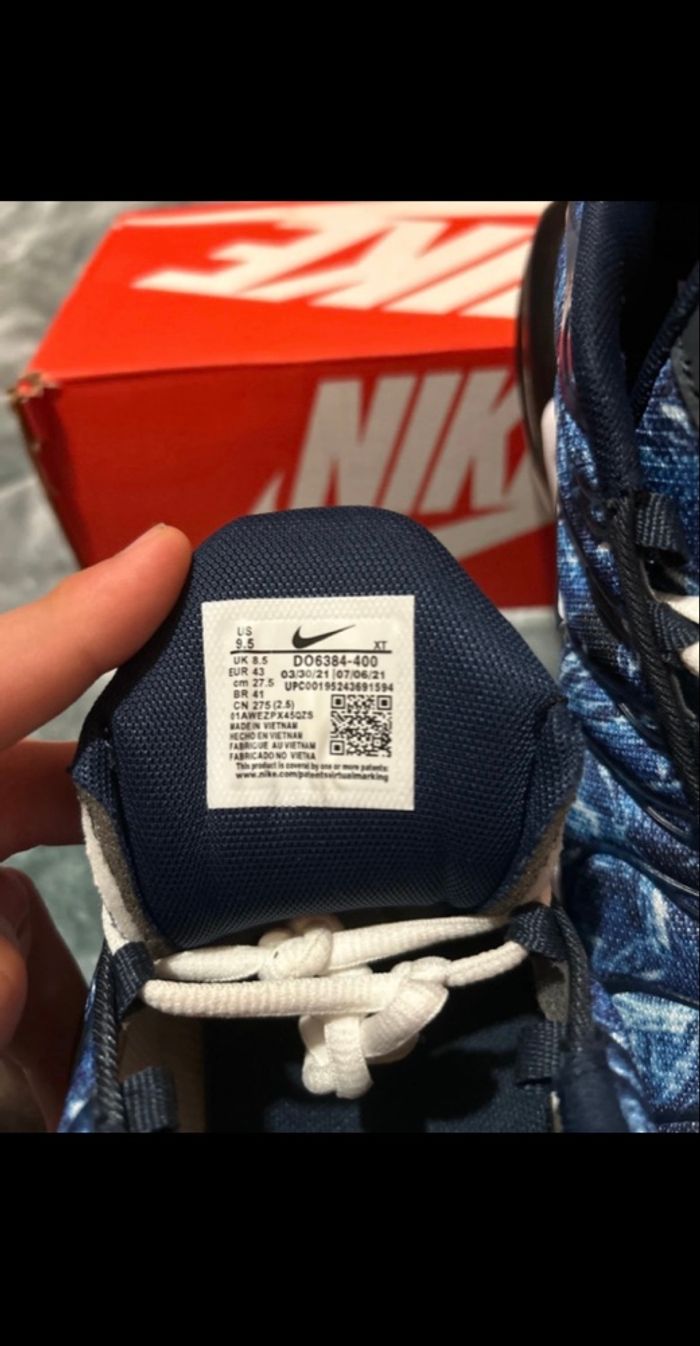 NIKE
NIK
US
9.5 XT
UK 8.5 DO6384-400
EUR 43 03/30/21 07/06/21
cm 27.5 UPC00195243691594
BR 41
CN 275 (2.5)
01AWEZPX45QZS
MADE IN VIETNAM
HECHO EN VIETNAM
FABRIQUE AU VIETNAM
FABRICADO NO VIETNA
This product is covered by one or more patents:
www.nike.com/patentsvirtualmarking